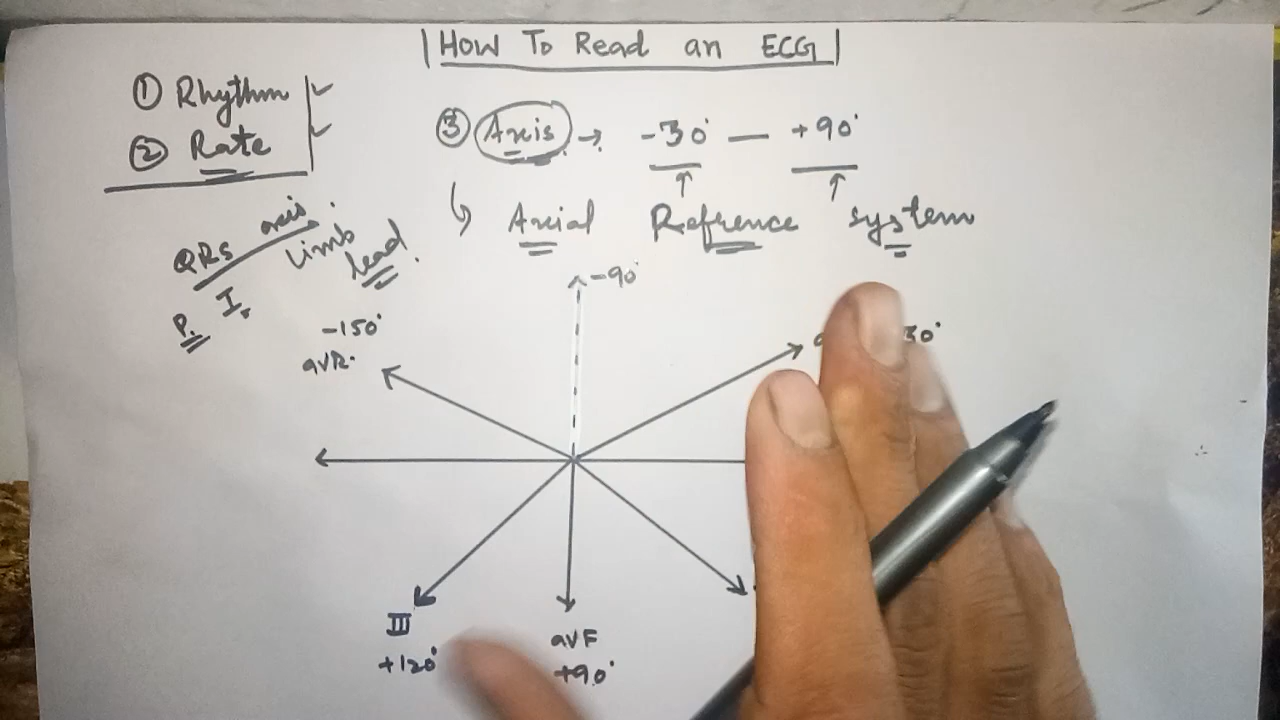 How To Read an ECG
① Rhythm
② Rate
③ Axis → -30° — +90°
Axial Refrence system
QRS axis
limb lead.
P. I.
-90°
-150°
aVR.
30°
III
+120°
aVF
+90°